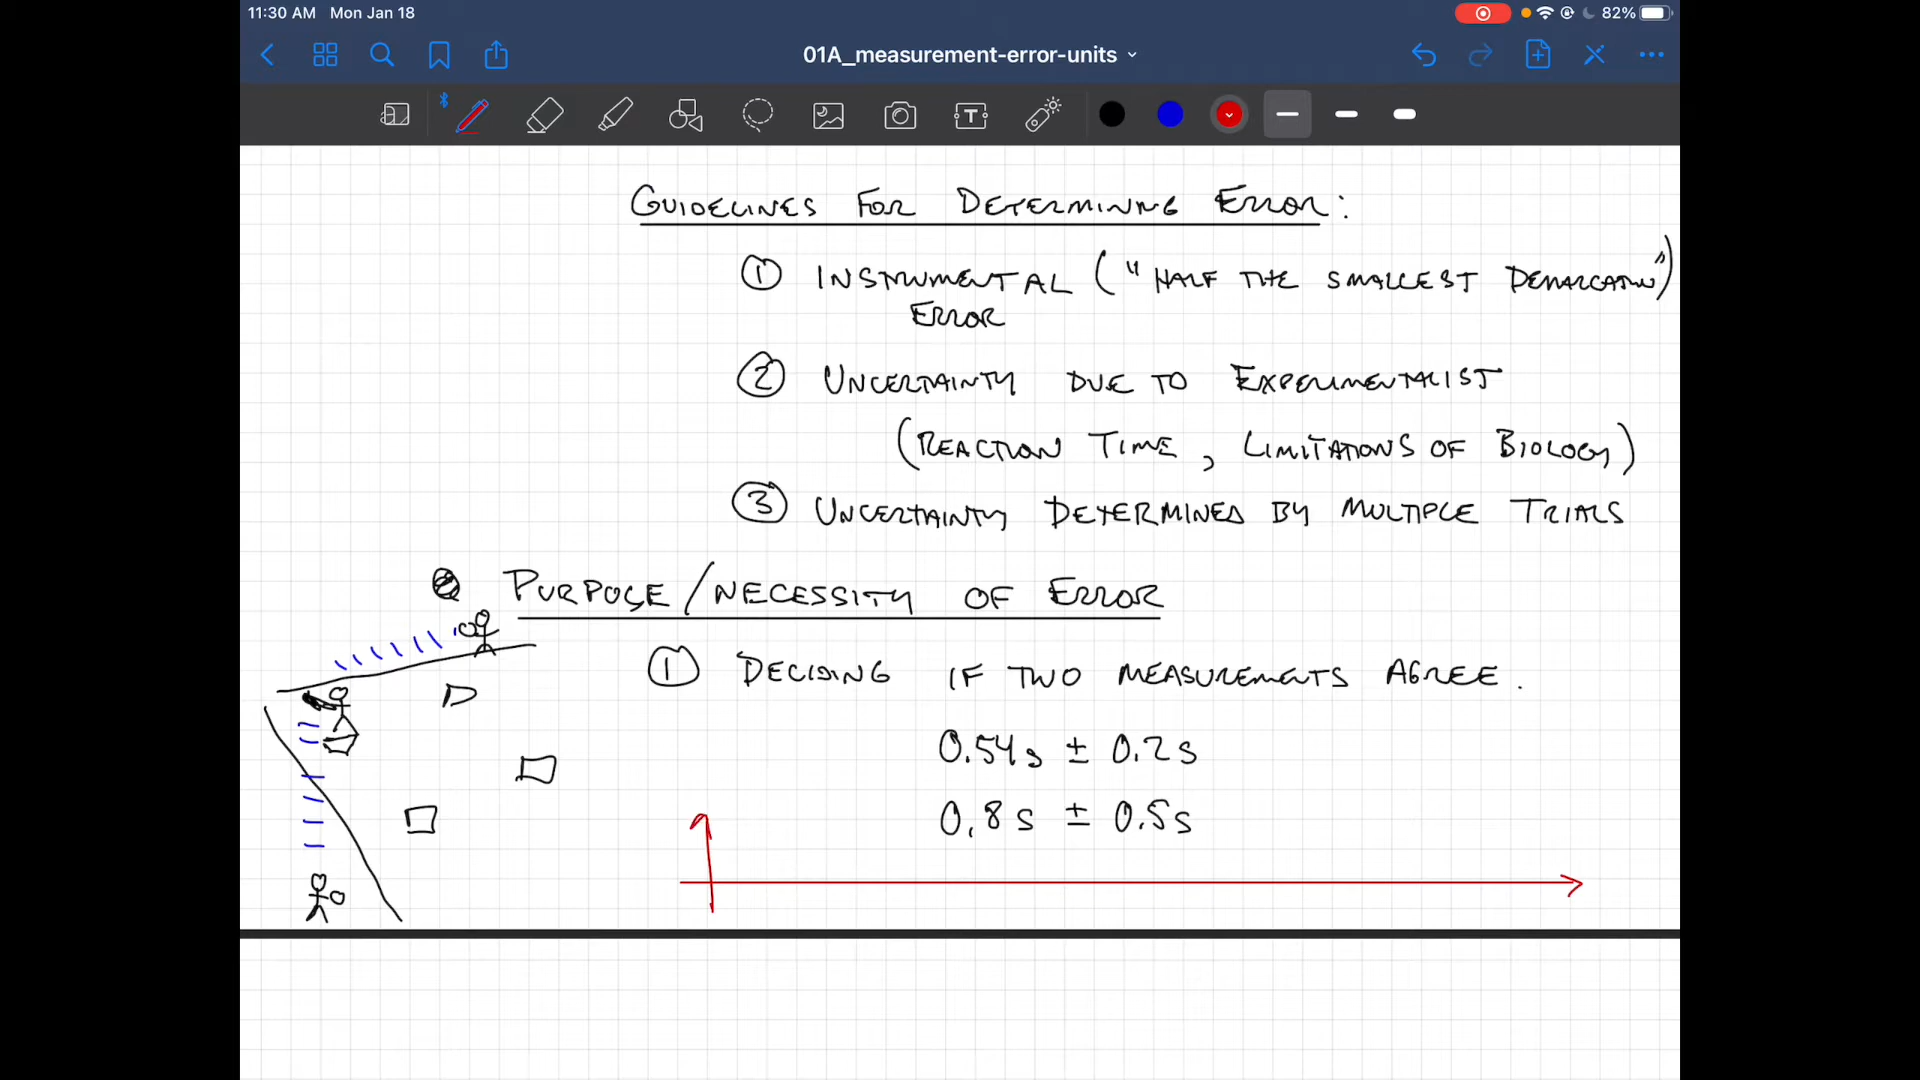 11:30 AM Mon Jan 18
82%
01A_measurement-error-units
T
GUIDELINES FOR DETERMINING ERROR:
① INSTRUMENTAL ("HALF THE SMALLEST DEMARCATION")
ERROR
② UNCERTAINTY DUE TO EXPERIMENTALIST
(REACTION TIME, LIMITATIONS OF BIOLOGY)
③ UNCERTAINTY DETERMINED BY MULTIPLE TRIALS
PURPOSE/NECESSITY OF ERROR
① DECIDING IF TWO MEASUREMENTS AGREE.
0.54s ± 0.2s
0.8s ± 0.5s